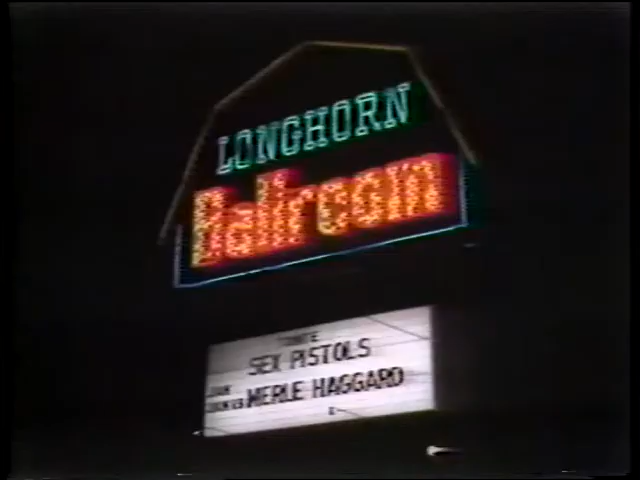 LONGHORN
Ballroom
TONITE
SEX PISTOLS
MERLE HAGGARD